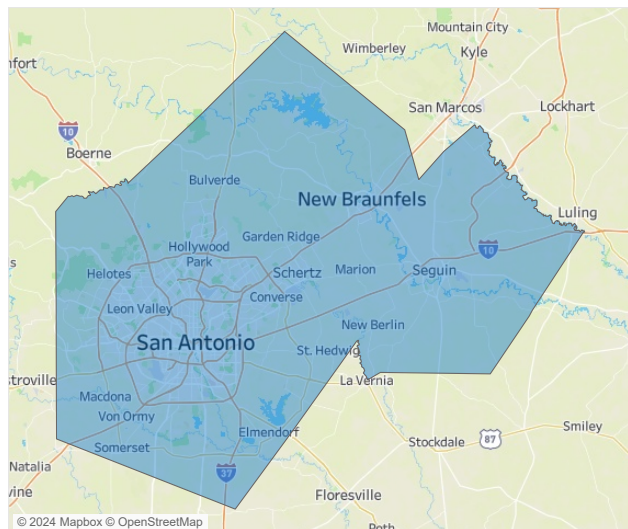 Mountain City
Wimberley
Kyle
nfort
San Marcos
Lockhart
10
Boerne
Bulverde
New Braunfels
Luling
Garden Ridge
Hollywood
Park
10
Helotes
Schertz
Marion
Seguin
Converse
Leon Valley
New Berlin
San Antonio
St. Hedwig
stroville
La Vernia
Macdona
Von Ormy
Smiley
Elmendorf
Somerset
Stockdale
87
Natalia
37
vine
Floresville
Poth
© 2024 Mapbox © OpenStreetMap